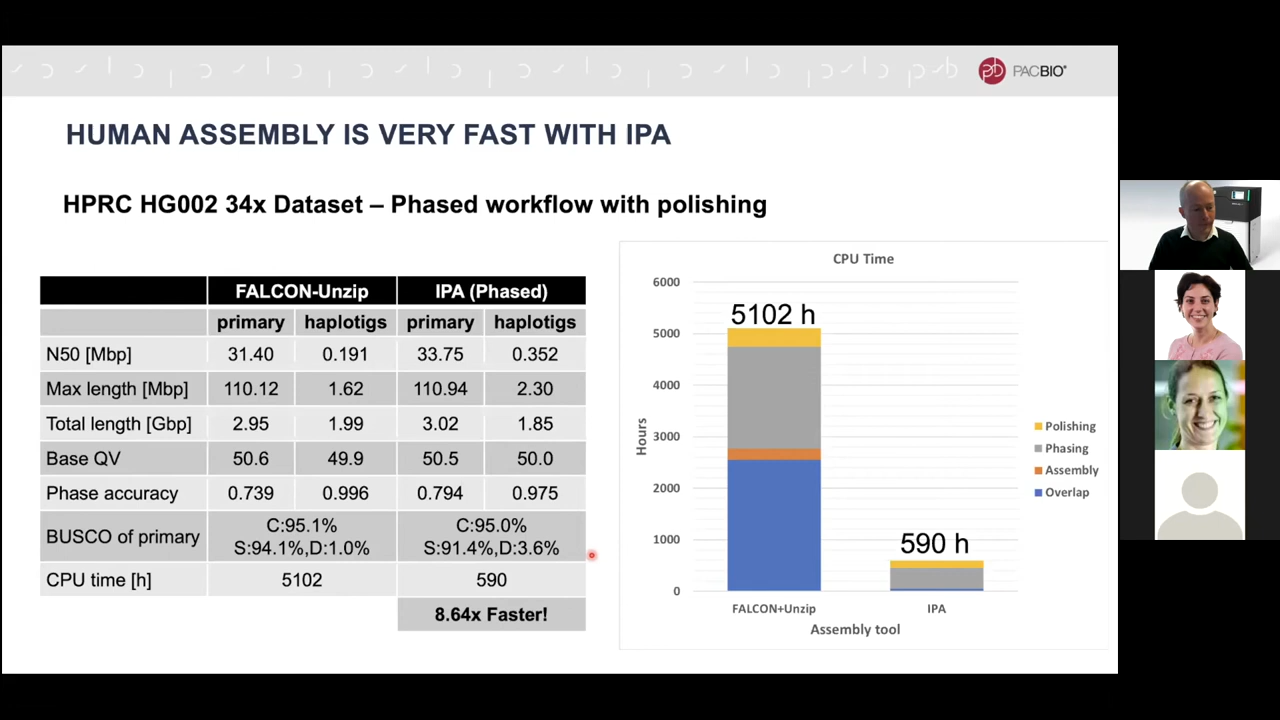 PACBIO®
HUMAN ASSEMBLY IS VERY FAST WITH IPA
HPRC HG002 34x Dataset – Phased workflow with polishing
FALCON-Unzip IPA (Phased)
primary haplotigs primary haplotigs
N50 [Mbp] 31.40 0.191 33.75 0.352
Max length [Mbp] 110.12 1.62 110.94 2.30
Total length [Gbp] 2.95 1.99 3.02 1.85
Base QV 50.6 49.9 50.5 50.0
Phase accuracy 0.739 0.996 0.794 0.975
BUSCO of primary C:95.1% S:94.1%,D:1.0% C:95.0% S:91.4%,D:3.6%
CPU time [h] 5102 590
8.64x Faster!
CPU Time
6000
5000
4000
3000
2000
1000
0
Hours
5102 h
590 h
FALCON+Unzip IPA
Assembly tool
Polishing
Phasing
Assembly
Overlap